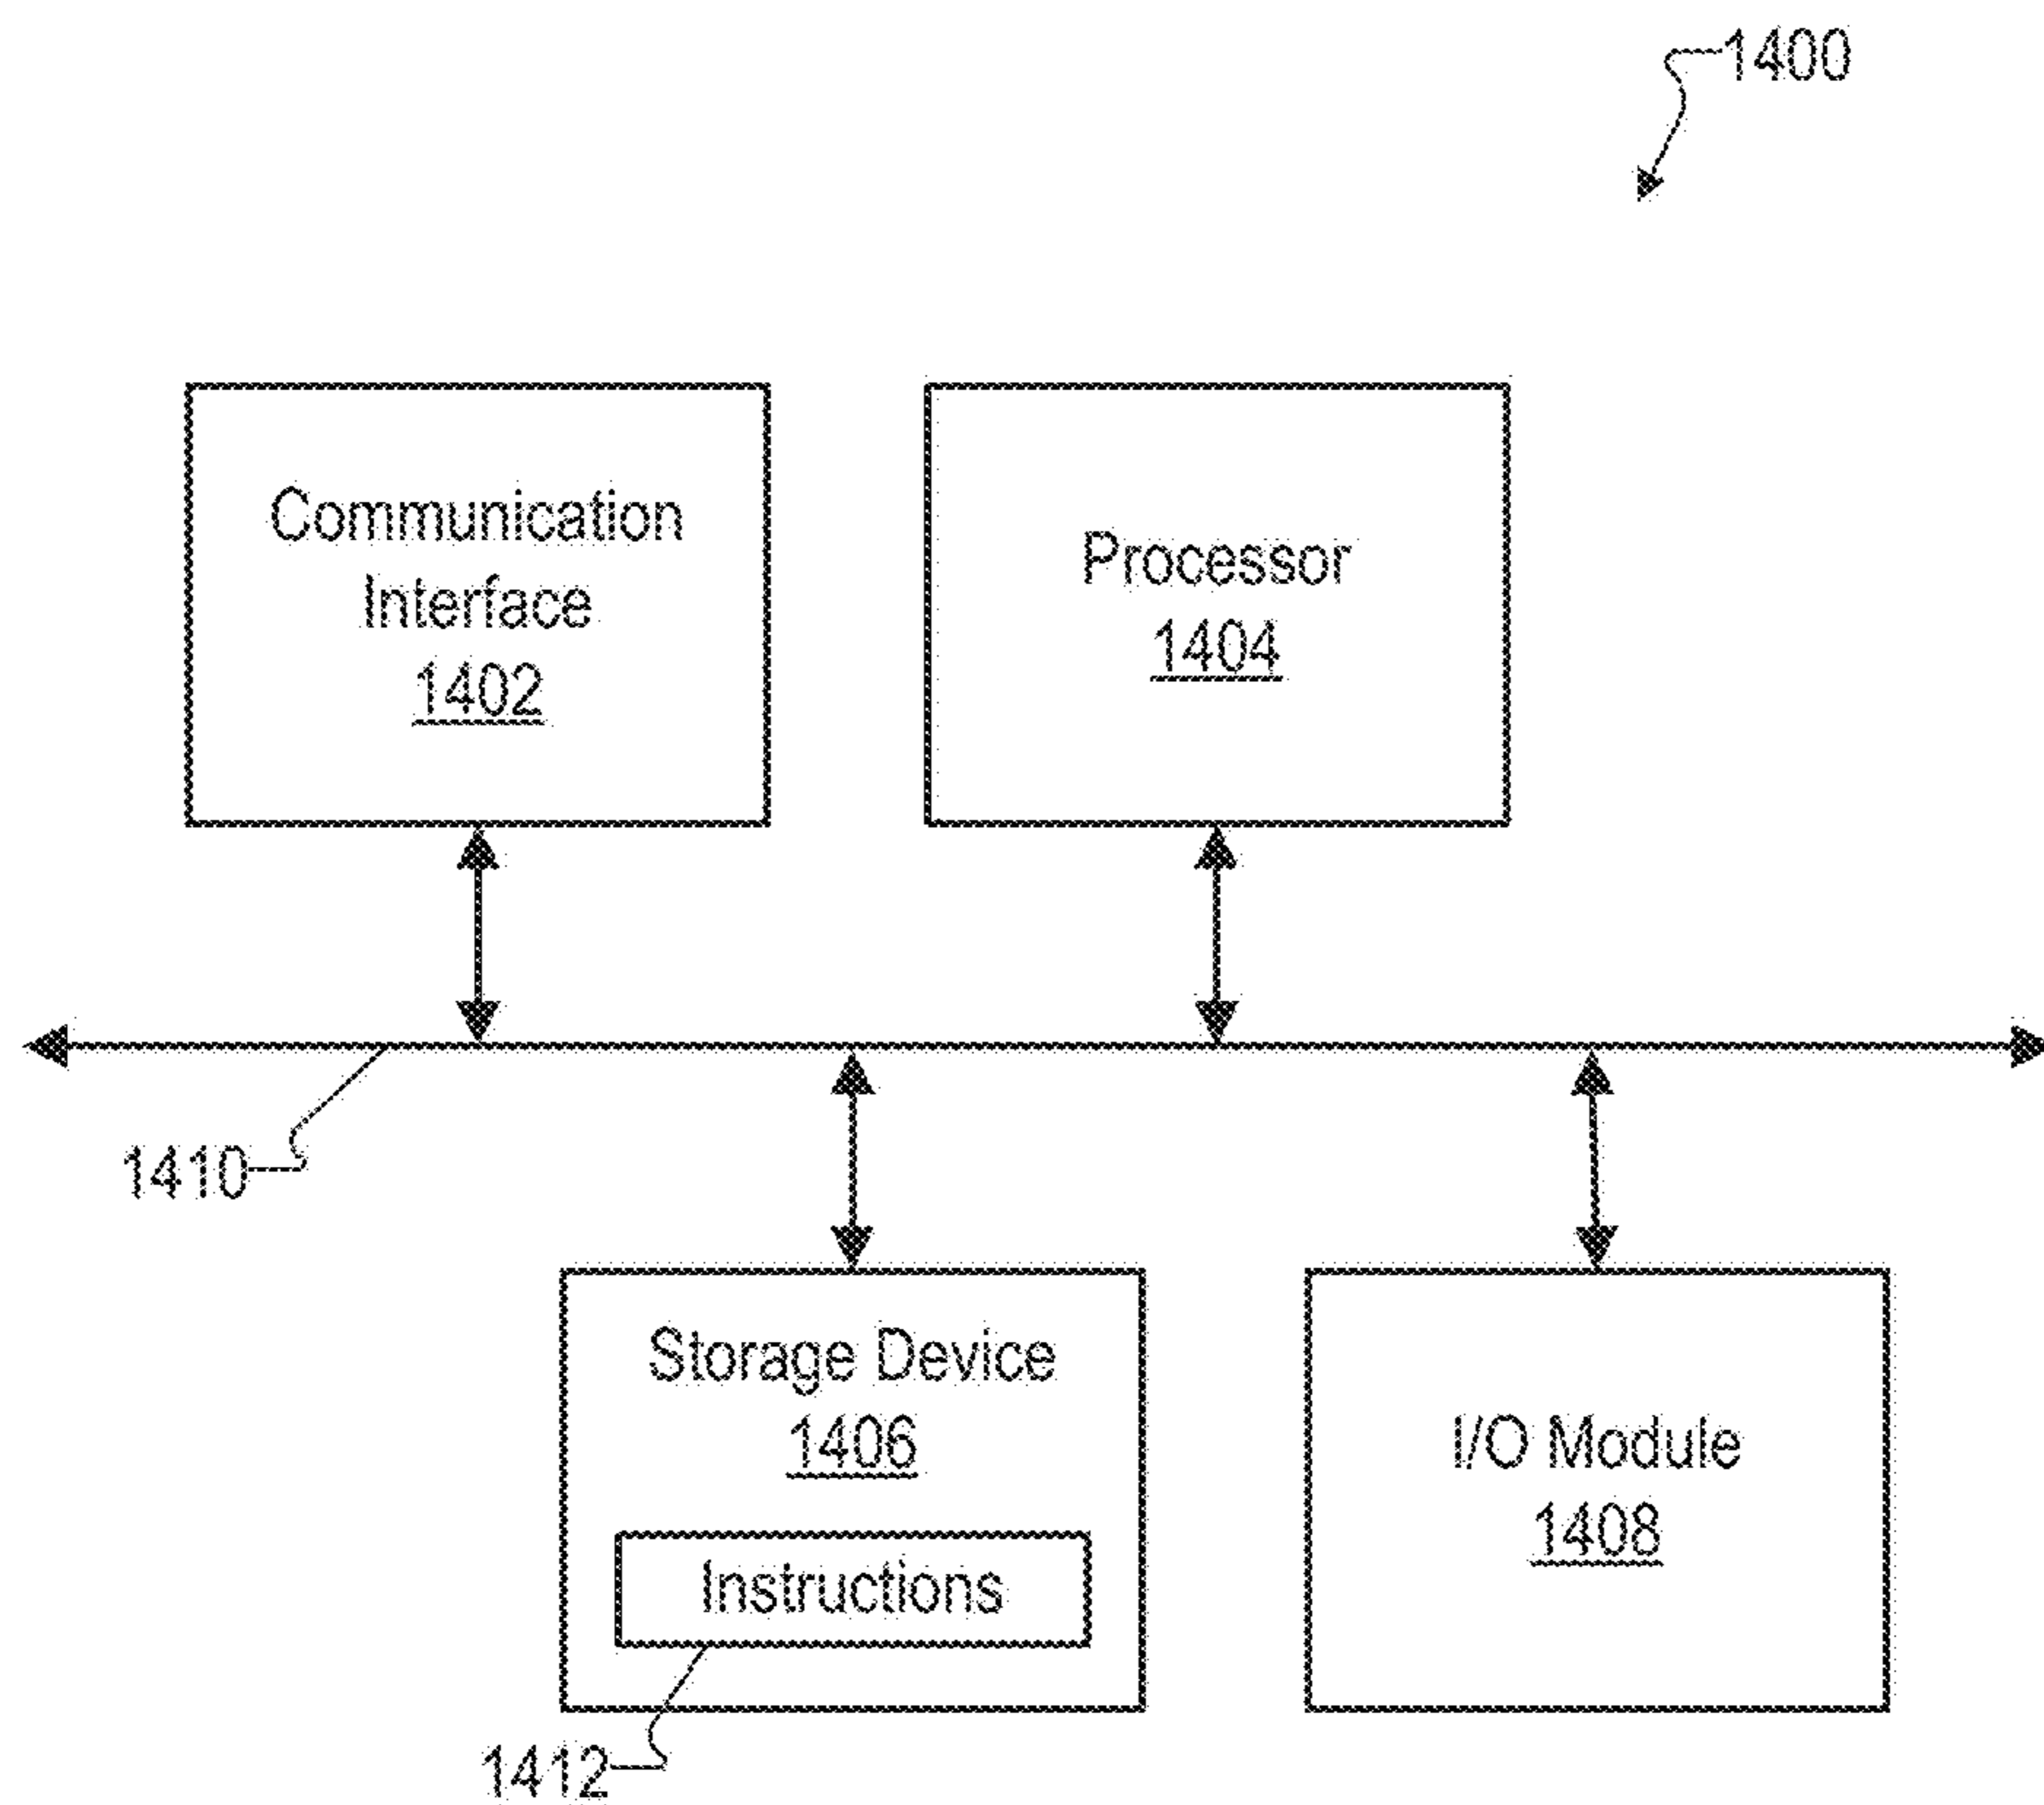 1400
Communication
Interface
1402
Processor
1404
1410
Storage Device
1406
Instructions
1412
I/O Module
1408